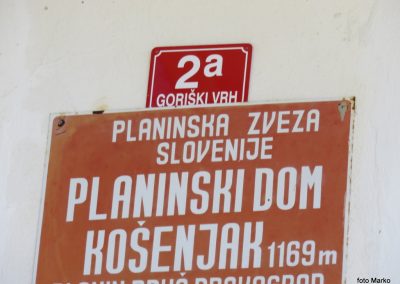 2a
GORIŠKI VRH
PLANINSKA ZVEZA
SLOVENIJE
PLANINSKI DOM
KOŠENJAK 1169 m
foto Marko